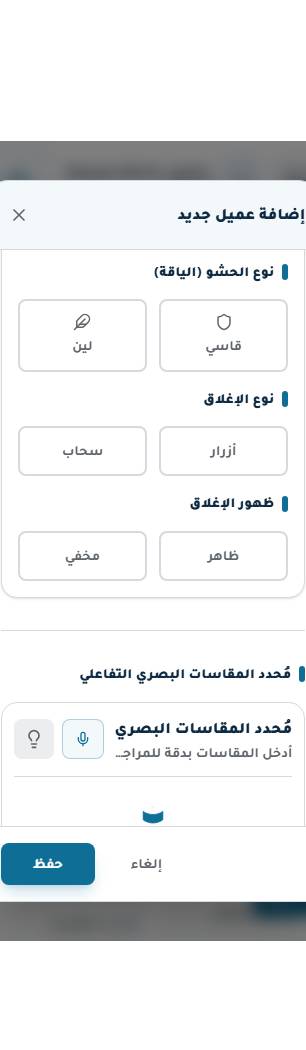 إضافة عميل جديد
نوع الحشو (الياقة)
قاسي
لين
نوع الإغلاق
أزرار
سحاب
ظهور الإغلاق
ظاهر
مخفي
مُحدد المقاسات البصري التفاعلي
مُحدد المقاسات البصري
أدخل المقاسات بدقة للمراجـ...
إلغاء
حفظ